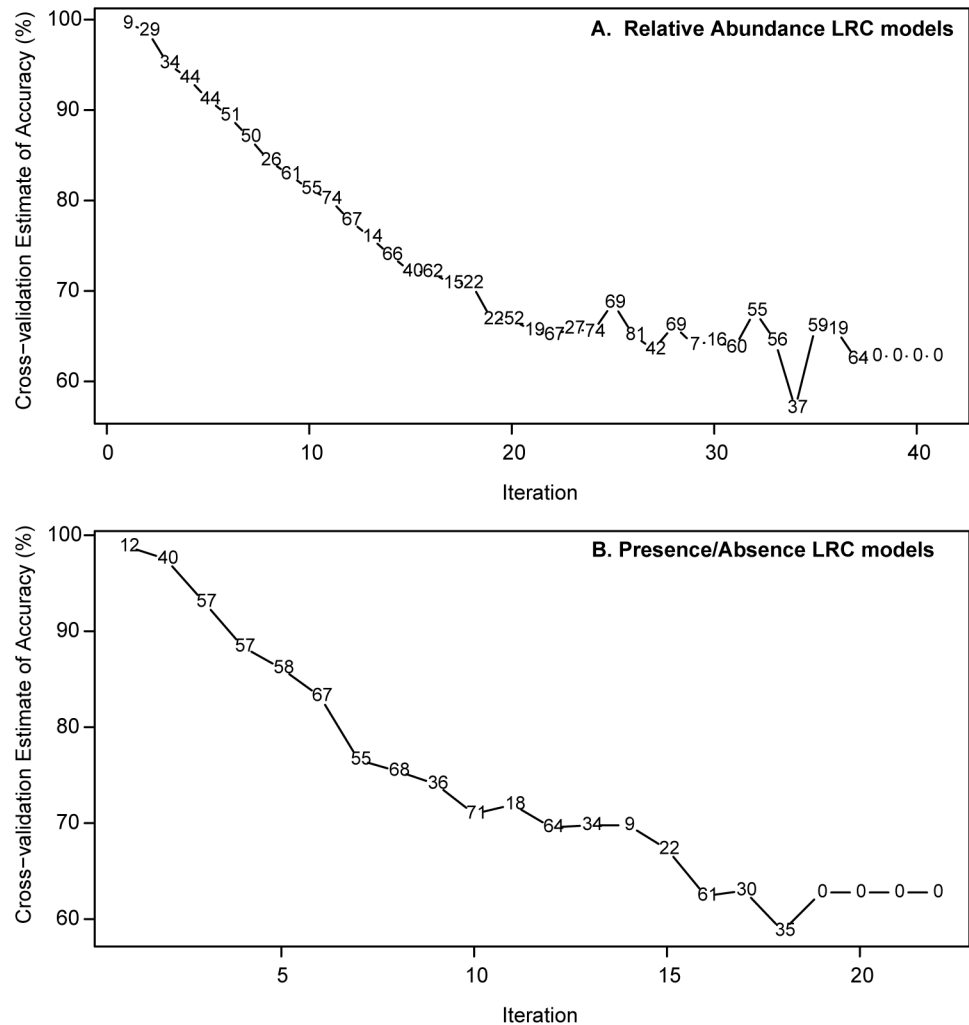 A. Relative Abundance LRC models
Cross-validation Estimate of Accuracy (%)
100
90
80
70
60
9 29 34 44 44 51 50 26 61 55 74 67 14 66 40 62 15 22 22 52 19 67 27 74 69 81 42 69 7 16 60 55 56 37 59 19 64 0 0 0 0
0 10 20 30 40
Iteration
B. Presence/Absence LRC models
Cross−validation Estimate of Accuracy (%)
100
90
80
70
60
12 40 57 57 58 67 55 68 36 71 18 64 34 9 22 61 30 35 0 0 0 0
5 10 15 20
Iteration